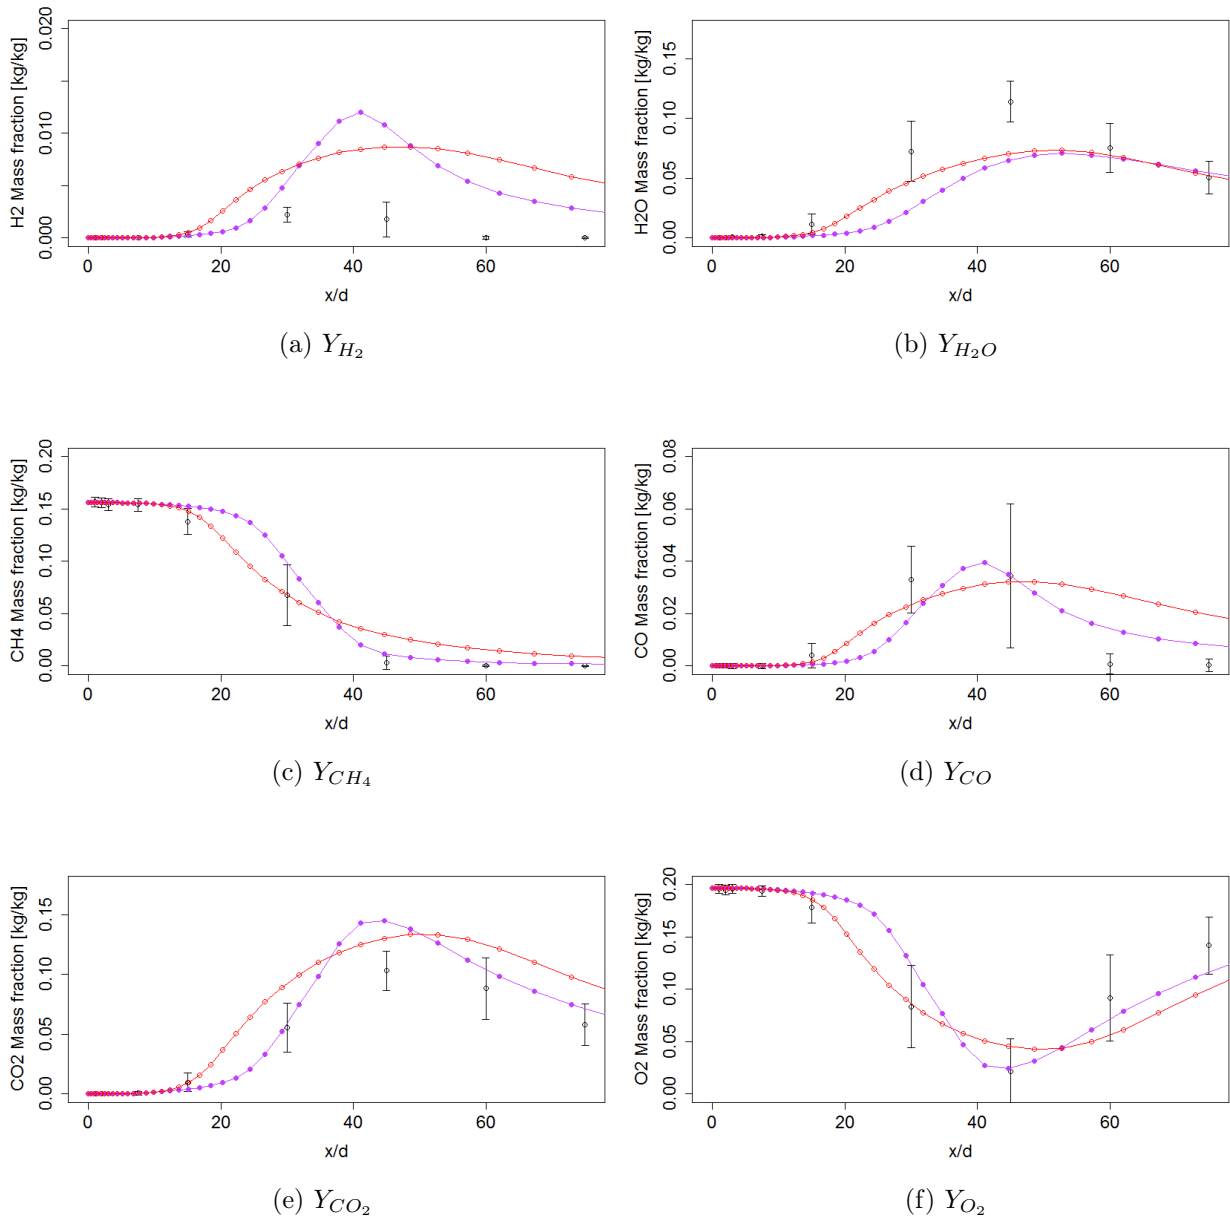 H2 Mass fraction [kg/kg]
0.000 0.010 0.020
0 20 40 60
x/d
(a) Y_{H_2}
H2O Mass fraction [kg/kg]
0.00 0.05 0.10 0.15
0 20 40 60
x/d
(b) Y_{H_2O}
CH4 Mass fraction [kg/kg]
0.00 0.05 0.10 0.15 0.20
0 20 40 60
x/d
(c) Y_{CH_4}
CO Mass fraction [kg/kg]
0.00 0.02 0.04 0.06 0.08
0 20 40 60
x/d
(d) Y_{CO}
CO2 Mass fraction [kg/kg]
0.00 0.05 0.10 0.15
0 20 40 60
x/d
(e) Y_{CO_2}
O2 Mass fraction [kg/kg]
0.00 0.05 0.10 0.15 0.20
0 20 40 60
x/d
(f) Y_{O_2}